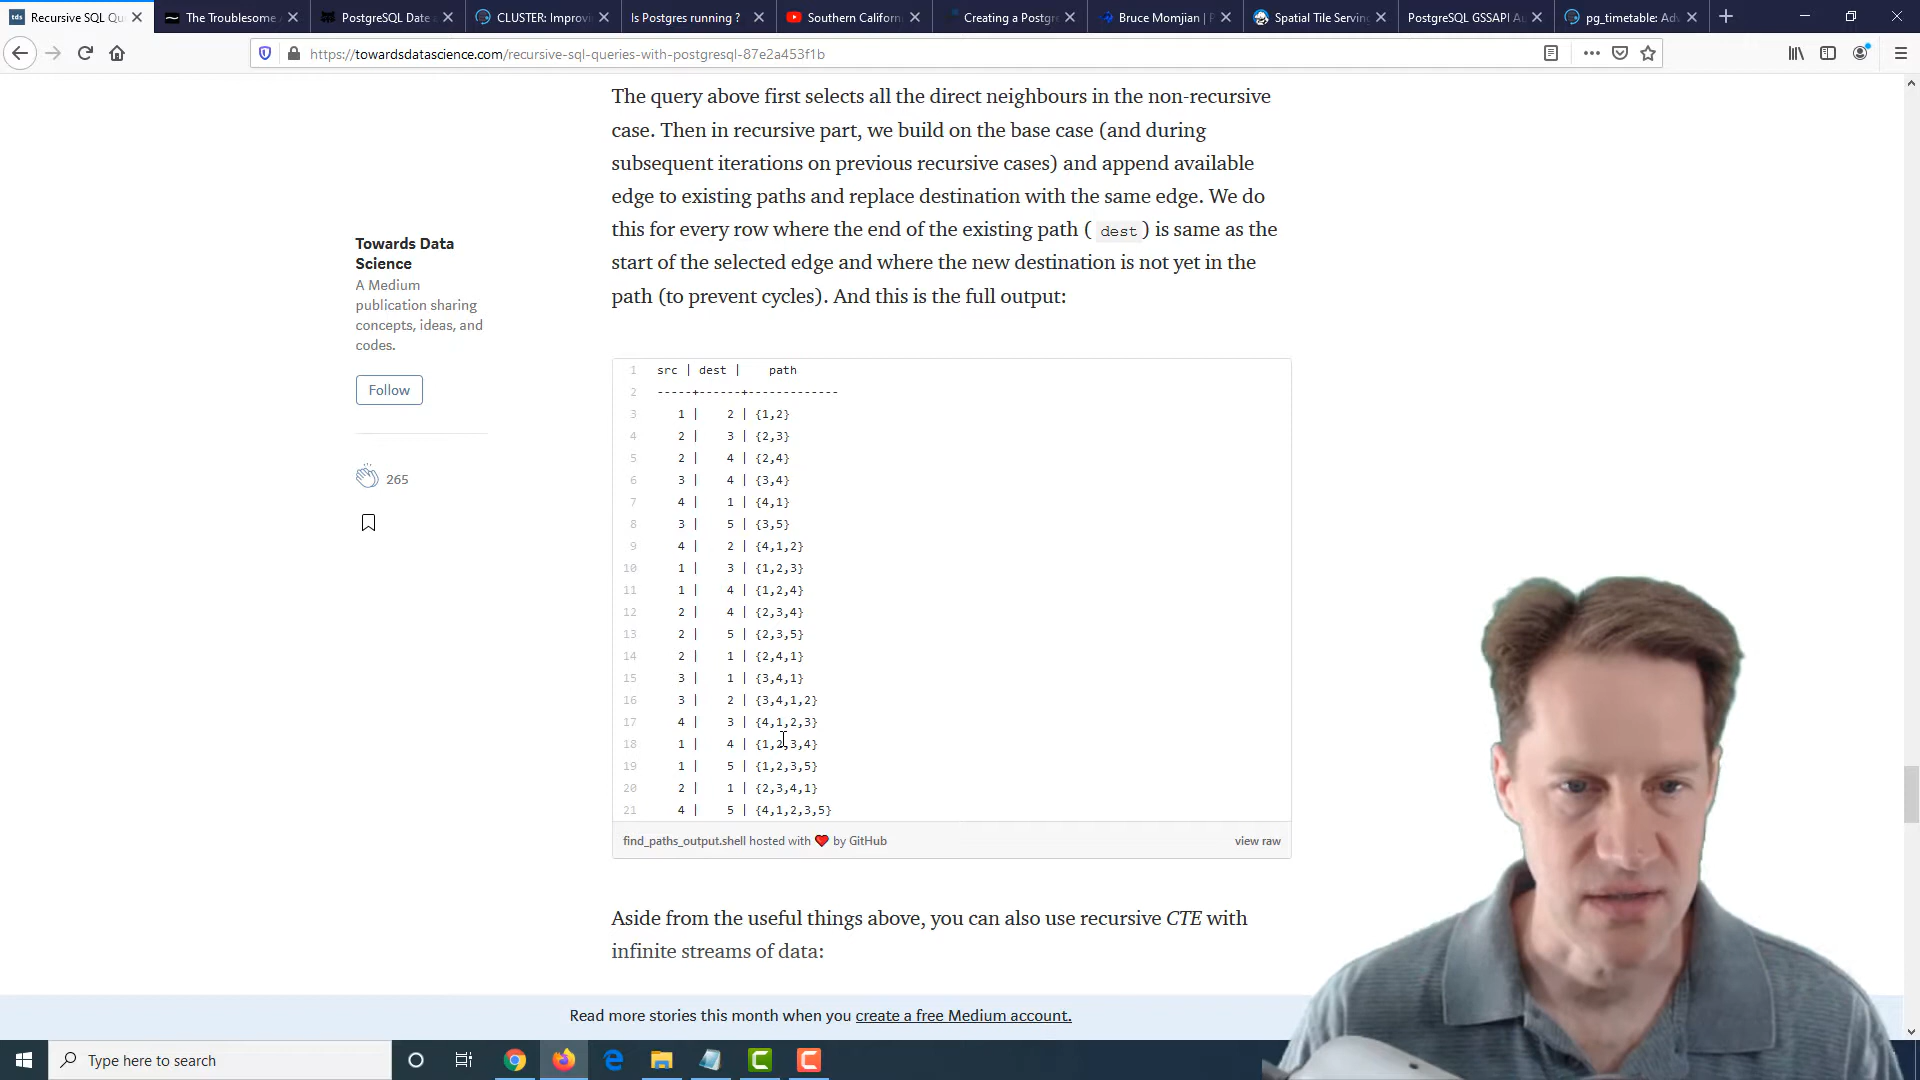 Recursive SQL Qu
The Troublesome
PostgreSQL Date
CLUSTER: Improvi
Is Postgres running ?
Southern Californ
Creating a Postgr
Bruce Momjian | P
Spatial Tile Serving
PostgreSQL GSSAPI Au
pg_timetable: Adv
https://towardsdatascience.com/recursive-sql-queries-with-postgresql-87e2a453f1b
The query above first selects all the direct neighbours in the non-recursive
case. Then in recursive part, we build on the base case (and during
subsequent iterations on previous recursive cases) and append available
edge to existing paths and replace destination with the same edge. We do
this for every row where the end of the existing path ( dest ) is same as the
start of the selected edge and where the new destination is not yet in the
path (to prevent cycles). And this is the full output:
Towards Data
Science
A Medium
publication sharing
concepts, ideas, and
codes.
Follow
265
1 src | dest | path
2 -----+------+-------------
3 1 | 2 | {1,2}
4 2 | 3 | {2,3}
5 2 | 4 | {2,4}
6 3 | 4 | {3,4}
7 4 | 1 | {4,1}
8 3 | 5 | {3,5}
9 4 | 2 | {4,1,2}
10 1 | 3 | {1,2,3}
11 1 | 4 | {1,2,4}
12 2 | 4 | {2,3,4}
13 2 | 5 | {2,3,5}
14 2 | 1 | {2,4,1}
15 3 | 1 | {3,4,1}
16 3 | 2 | {3,4,1,2}
17 4 | 3 | {4,1,2,3}
18 1 | 4 | {1,2,3,4}
19 1 | 5 | {1,2,3,5}
20 2 | 1 | {2,3,4,1}
21 4 | 5 | {4,1,2,3,5}
find_paths_output.shell hosted with ❤ by GitHub
view raw
Aside from the useful things above, you can also use recursive CTE with
infinite streams of data:
Read more stories this month when you create a free Medium account.
Type here to search